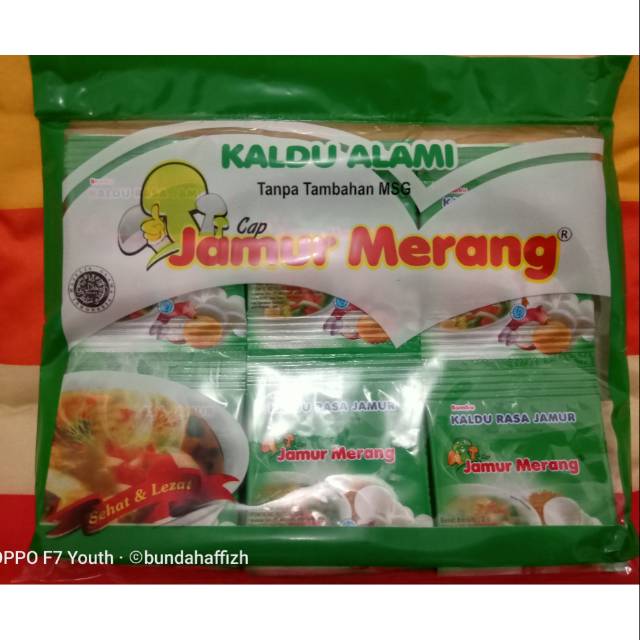 KALDU ALAMI
Tanpa Tambahan MSG
Cap
Jamur Merang®
KALDU RASA JAMUR
Jamur Merang
KALDU RASA JAMUR
Jamur Merang
Sehat & Lezat
OPPO F7 Youth · ©bundahaffizh